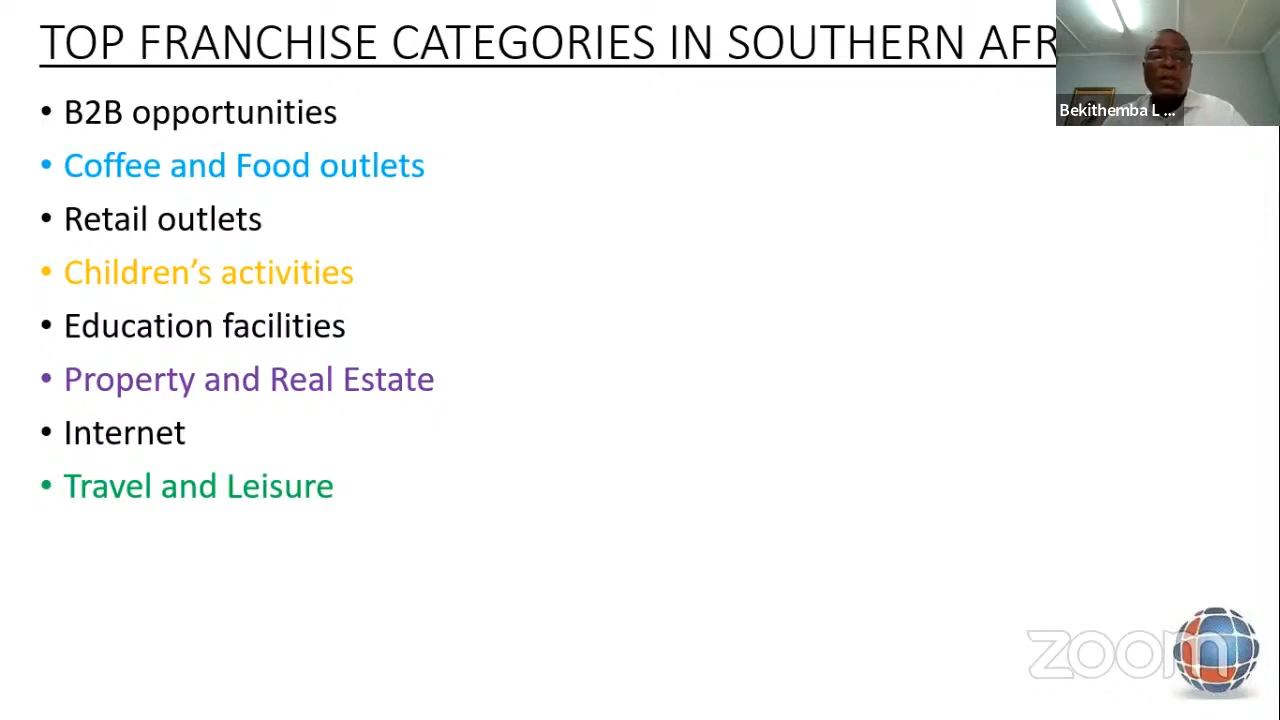 TOP FRANCHISE CATEGORIES IN SOUTHERN AFR
Bekithemba L ...
• B2B opportunities
• Coffee and Food outlets
• Retail outlets
• Children’s activities
• Education facilities
• Property and Real Estate
• Internet
• Travel and Leisure
zoom